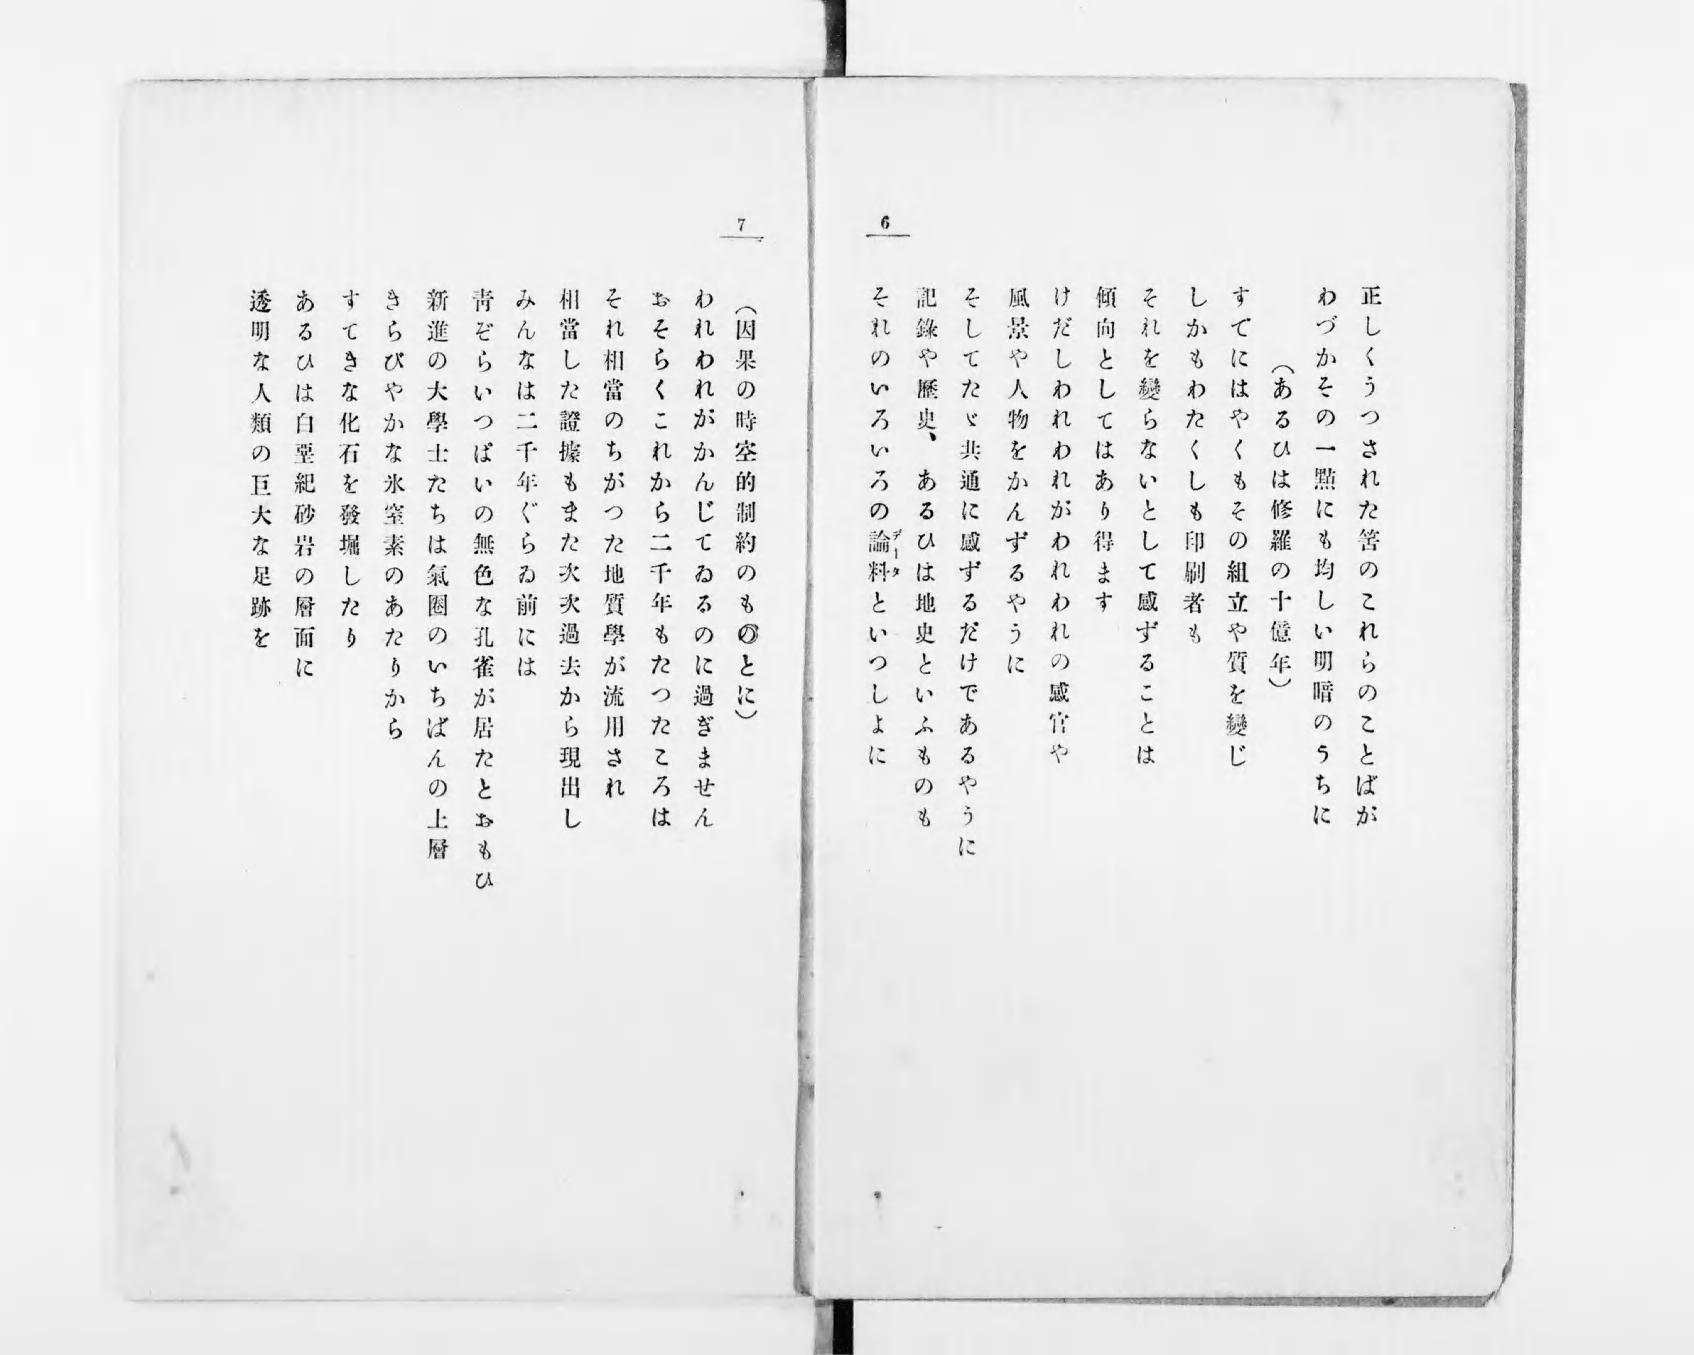 6
正しくうつされた筈のこれらのことばが
わづかその一點にも均しい明暗のうちに
（あるひは修羅の十億年）
すでにはやくもその組立や質を變じ
しかもわたくしも印刷者も
それを變らないとして感ずることは
傾向としてはあり得ます
けだしわれわれがわれわれの感官や
風景や人物をかんずるやうに
そしてたゞ共通に感ずるだけであるやうに
記錄や歷史、あるひは地史といふものも
それのいろいろの論料といつしよに
データ
7
（因果の時空的制約のものとに）
われわれがかんじてゐるのに過ぎません
おそらくこれから二千年もたつたころは
それ相當のちがつた地質學が流用され
相當した證據もまた次次過去から現出し
みんなは二千年ぐらゐ前には
靑ぞらいつぱいの無色な孔雀が居たとおもひ
新進の大學士たちは氣圈のいちばんの上層
きらびやかな氷窒素のあたりから
すてきな化石を發堀したり
あるひは白堊紀砂岩の層面に
透明な人類の巨大な足跡を